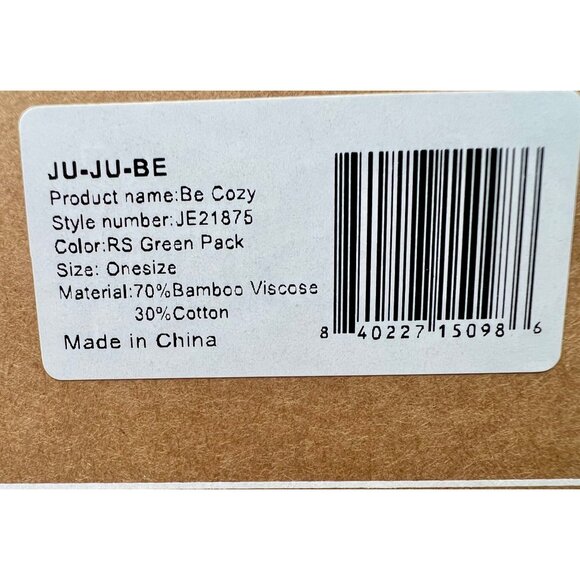 JU-JU-BE
Product name:Be Cozy
Style number:JE21875
Color:RS Green Pack
Size: Onesize
Material:70%Bamboo Viscose
30%Cotton
Made in China
8 40227 15098 6